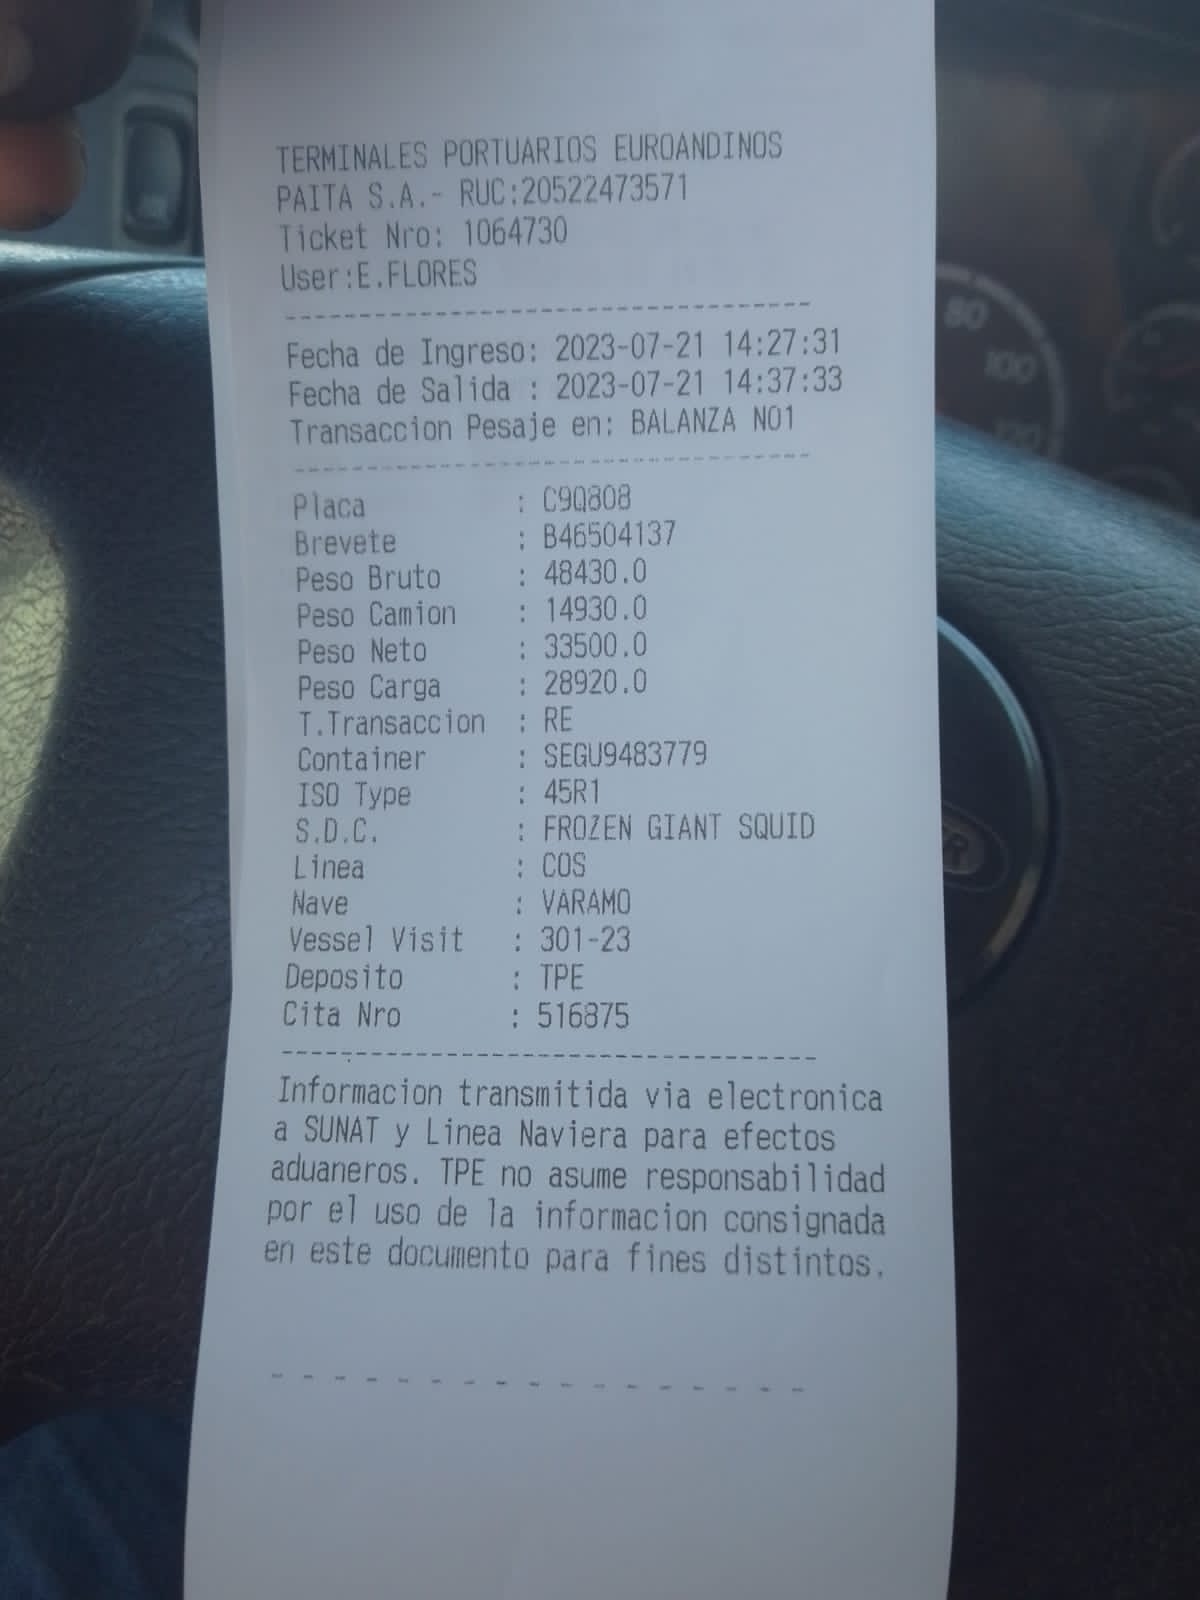 TERMINALES PORTUARIOS EUROANDINOS
PAITA S.A.- RUC:20522473571
Ticket Nro: 1064730
User:E.FLORES
---------------------------------
Fecha de Ingreso: 2023-07-21 14:27:31
Fecha de Salida : 2023-07-21 14:37:33
Transaccion Pesaje en: BALANZA NO1
---------------------------------
Placa : C9Q808
Brevete : B46504137
Peso Bruto : 48430.0
Peso Camion : 14930.0
Peso Neto : 33500.0
Peso Carga : 28920.0
T.Transaccion : RE
Container : SEGU9483779
ISO Type : 45R1
S.D.C. : FROZEN GIANT SQUID
Linea : COS
Nave : VARAMO
Vessel Visit : 301-23
Deposito : TPE
Cita Nro : 516875
---------------------------------
Informacion transmitida via electronica
a SUNAT y Linea Naviera para efectos
aduaneros. TPE no asume responsabilidad
por el uso de la informacion consignada
en este documento para fines distintos.
- - - - - - - - - - - - - - - - -
80
100
120